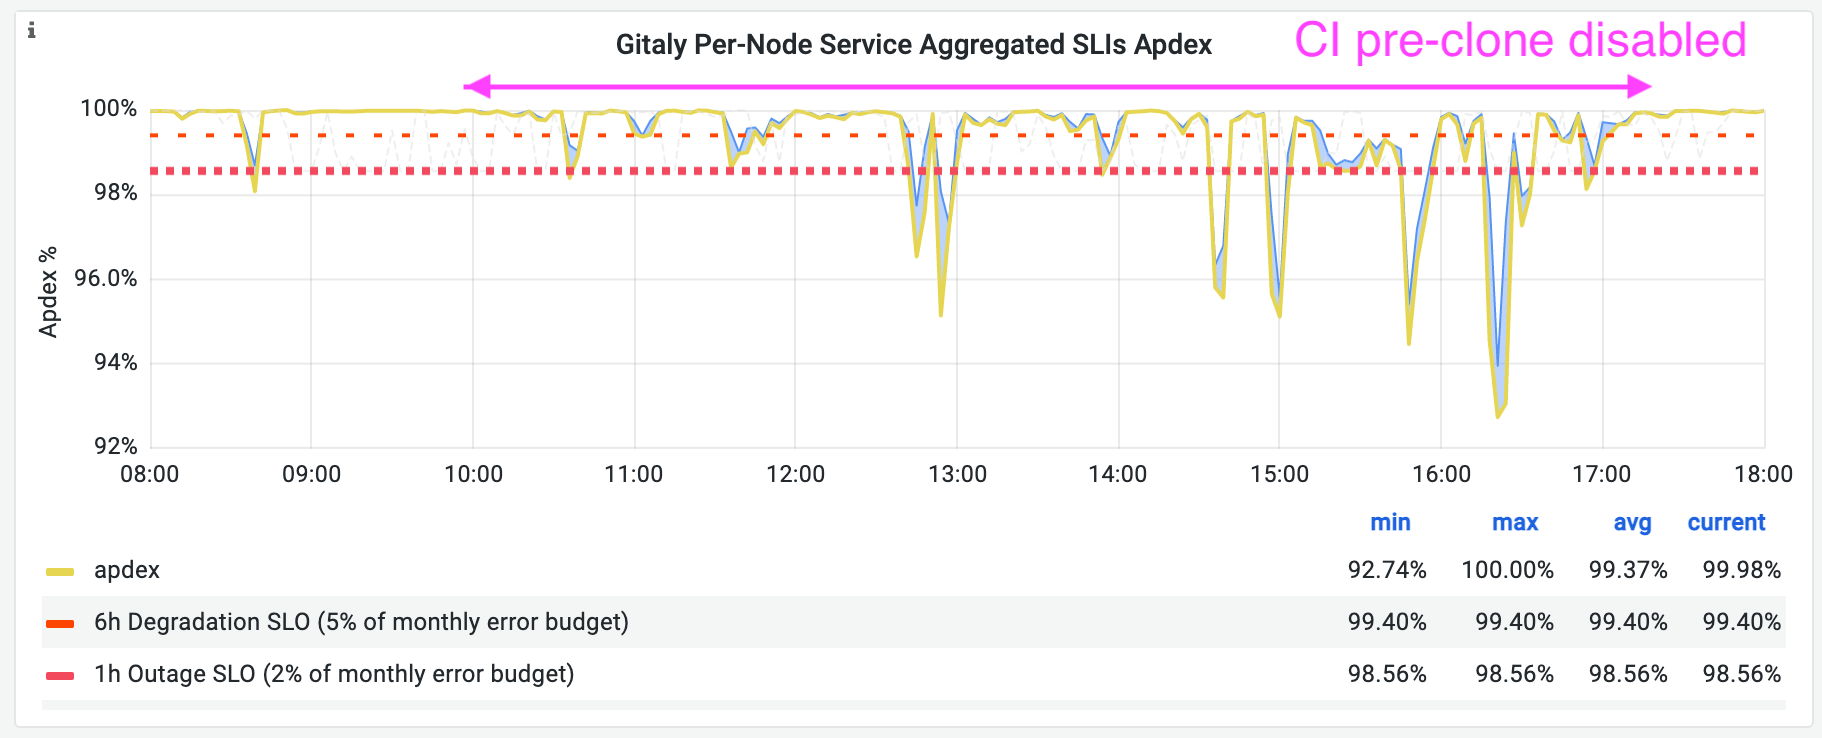 i
Gitaly Per-Node Service Aggregated SLIs Apdex
CI pre-clone disabled
Apdex %
100%
98%
96.0%
94%
92%
08:00 09:00 10:00 11:00 12:00 13:00 14:00 15:00 16:00 17:00 18:00
min max avg current
apdex 92.74% 100.00% 99.37% 99.98%
6h Degradation SLO (5% of monthly error budget) 99.40% 99.40% 99.40% 99.40%
1h Outage SLO (2% of monthly error budget) 98.56% 98.56% 98.56% 98.56%